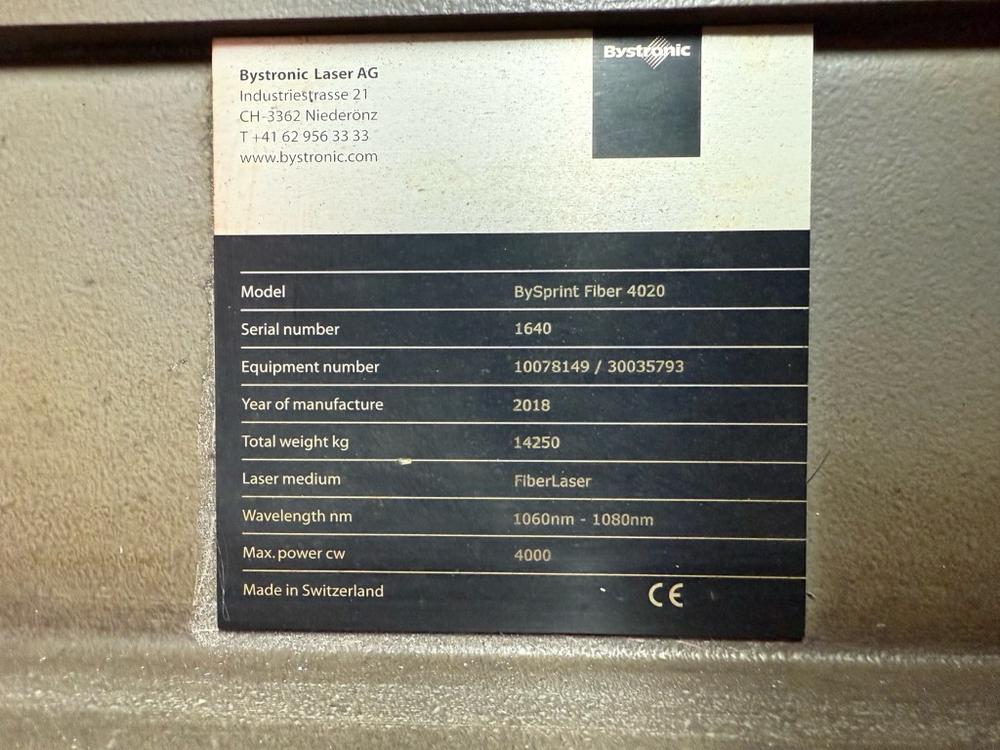 Bystronic Laser AG
Industriestrasse 21
CH-3362 Niederönz
T +41 62 956 33 33
www.bystronic.com
Bystronic
Model BySprint Fiber 4020
Serial number 1640
Equipment number 10078149 / 30035793
Year of manufacture 2018
Total weight kg 14250
Laser medium FiberLaser
Wavelength nm 1060nm - 1080nm
Max. power cw 4000
Made in Switzerland CE